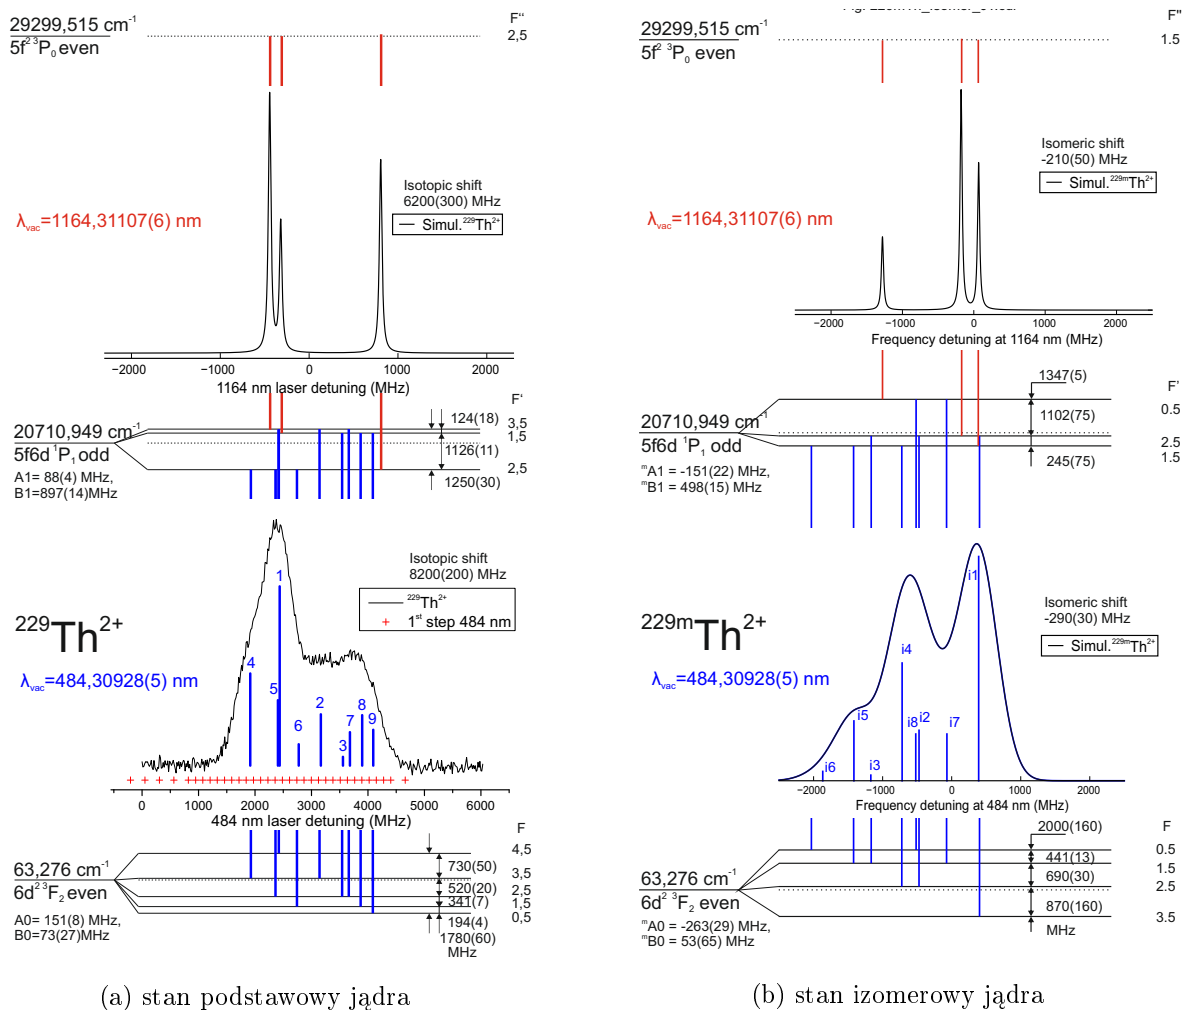 29299,515 cm-1
5f2 3P0 even
F“
2,5
Isotopic shift
6200(300) MHz
Simul.229Th2+
λvac=1164,31107(6) nm
−2000 −1000 0 1000 2000
1164 nm laser detuning (MHz)
F‘
124(18)
3,5
1,5
1126(11)
2,5
1250(30)
20710,949 cm-1
5f6d 1P1 odd
A1= 88(4) MHz,
B1=897(14)MHz
Isotopic shift
8200(200) MHz
229Th2+
1st step 484 nm
229Th2+
λvac=484,30928(5) nm
1
4
5
6
2
3
7
8
9
0 1000 2000 3000 4000 5000 6000
484 nm laser detuning (MHz)
F
4,5
730(50)
3,5
520(20)
2,5
341(7)
1,5
194(4)
0,5
1780(60)
MHz
63,276 cm-1
6d2 3F2 even
A0= 151(8) MHz,
B0=73(27)MHz
(a) stan podstawowy jądra
29299,515 cm-1
5f2 3P0 even
F"
1.5
Isomeric shift
-210(50) MHz
Simul.229mTh2+
λvac=1164,31107(6) nm
−2000 −1000 0 1000 2000
Frequency detuning at 1164 nm (MHz)
1347(5)
F'
0.5
1102(75)
2.5
1.5
245(75)
20710,949 cm-1
5f6d 1P1 odd
mA1 = -151(22) MHz,
mB1 = 498(15) MHz
Isomeric shift
-290(30) MHz
Simul.229mTh2+
229mTh2+
λvac=484,30928(5) nm
i1
i4
i5
i8
i2
i7
i6
i3
−2000 −1000 0 1000 2000
Frequency detuning at 484 nm (MHz)
2000(160)
F
0.5
441(13)
1.5
690(30)
2.5
870(160)
3.5
MHz
63,276 cm-1
6d2 3F2 even
mA0 = -263(29) MHz,
mB0 = 53(65) MHz
(b) stan izomerowy jądra